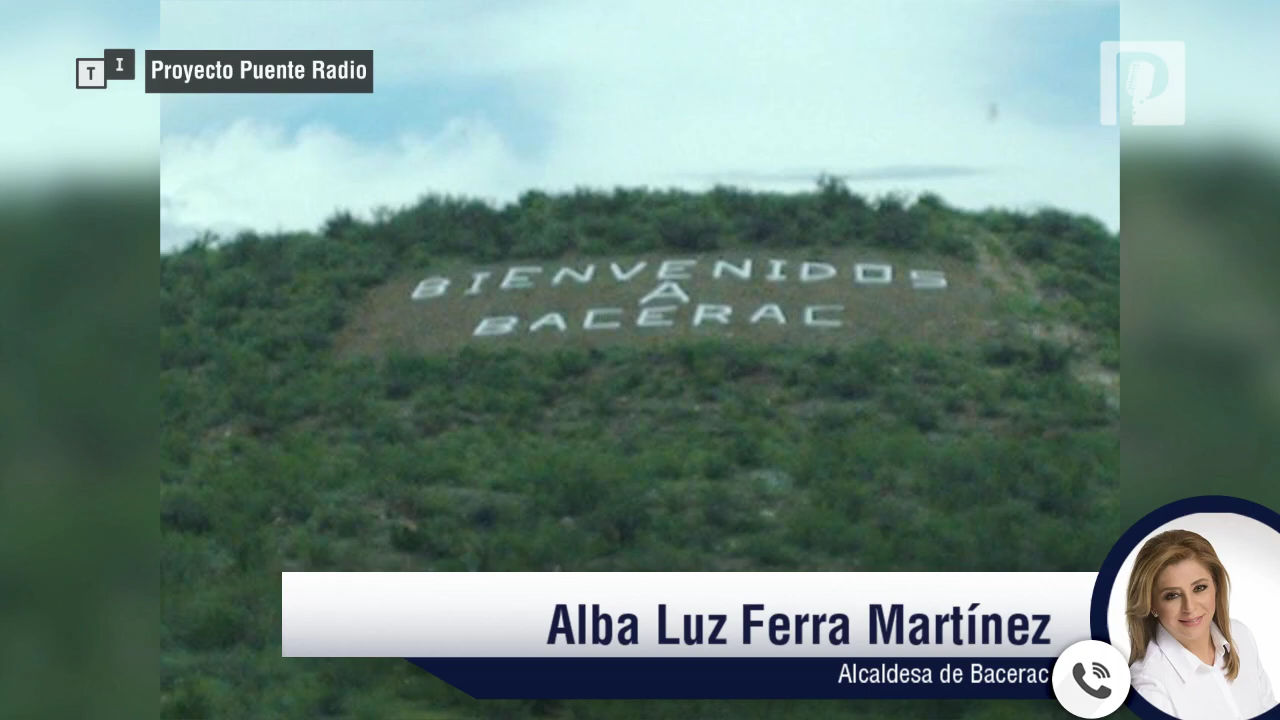 T I Proyecto Puente Radio
P
BIENVENIDOS
A
BACERAC
Alba Luz Ferra Martínez
Alcaldesa de Bacerac